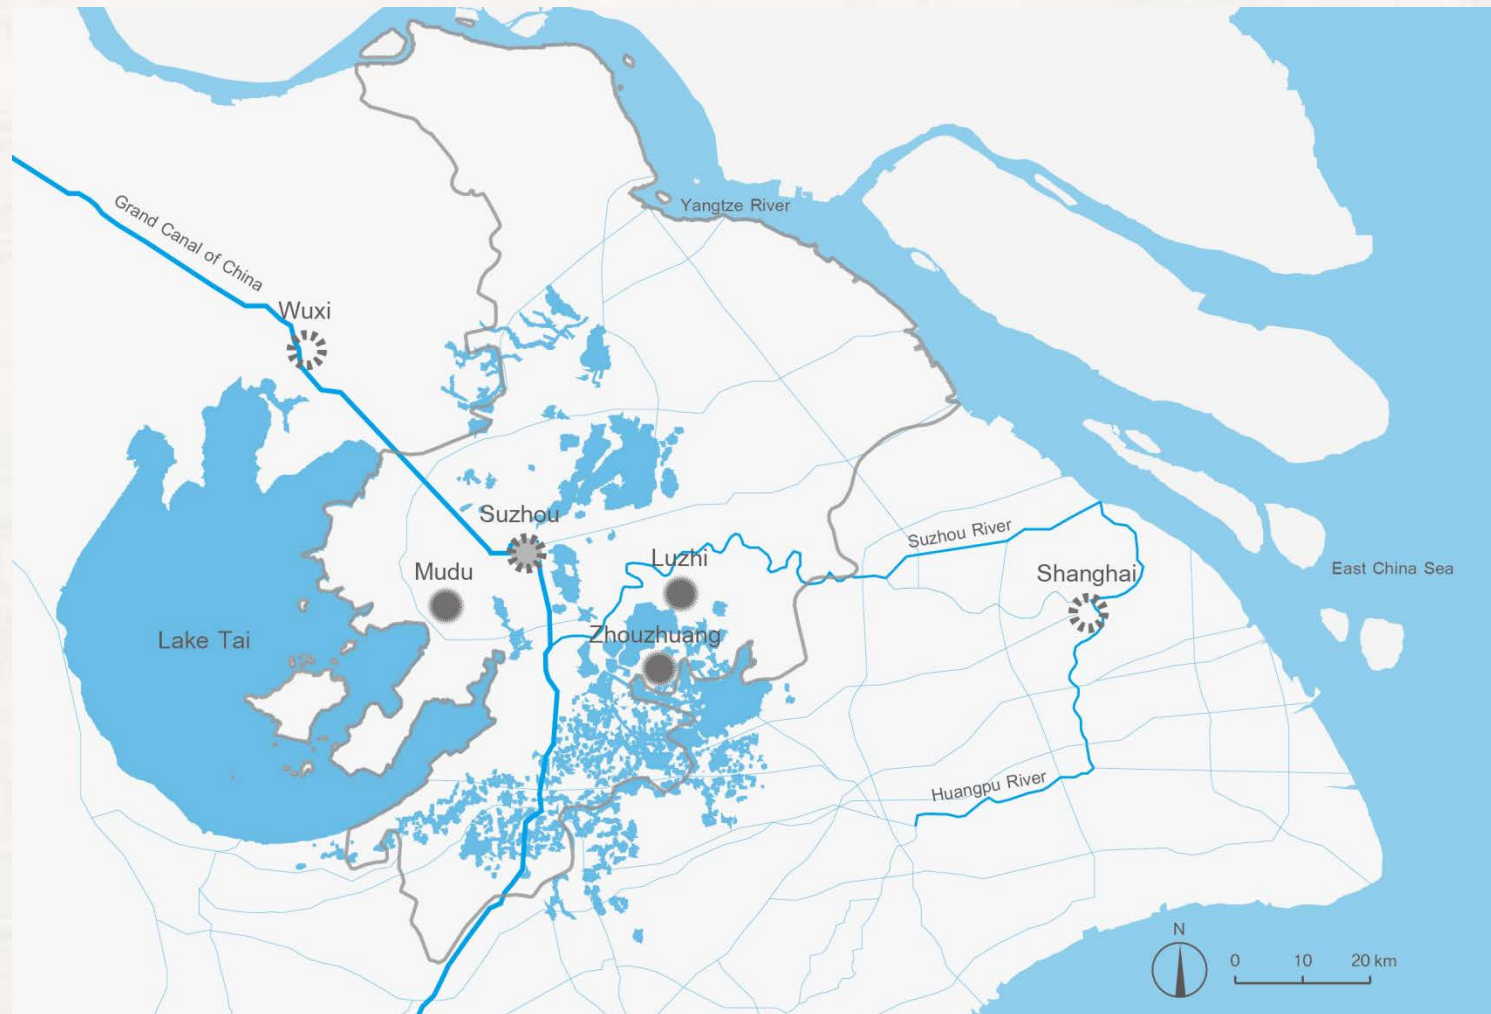 Yangtze River
Grand Canal of China
Wuxi
Suzhou
Suzhou River
Luzhi
Mudu
Shanghai
East China Sea
Lake Tai
Zhouzhuang
Huangpu River
N
0 10 20 km